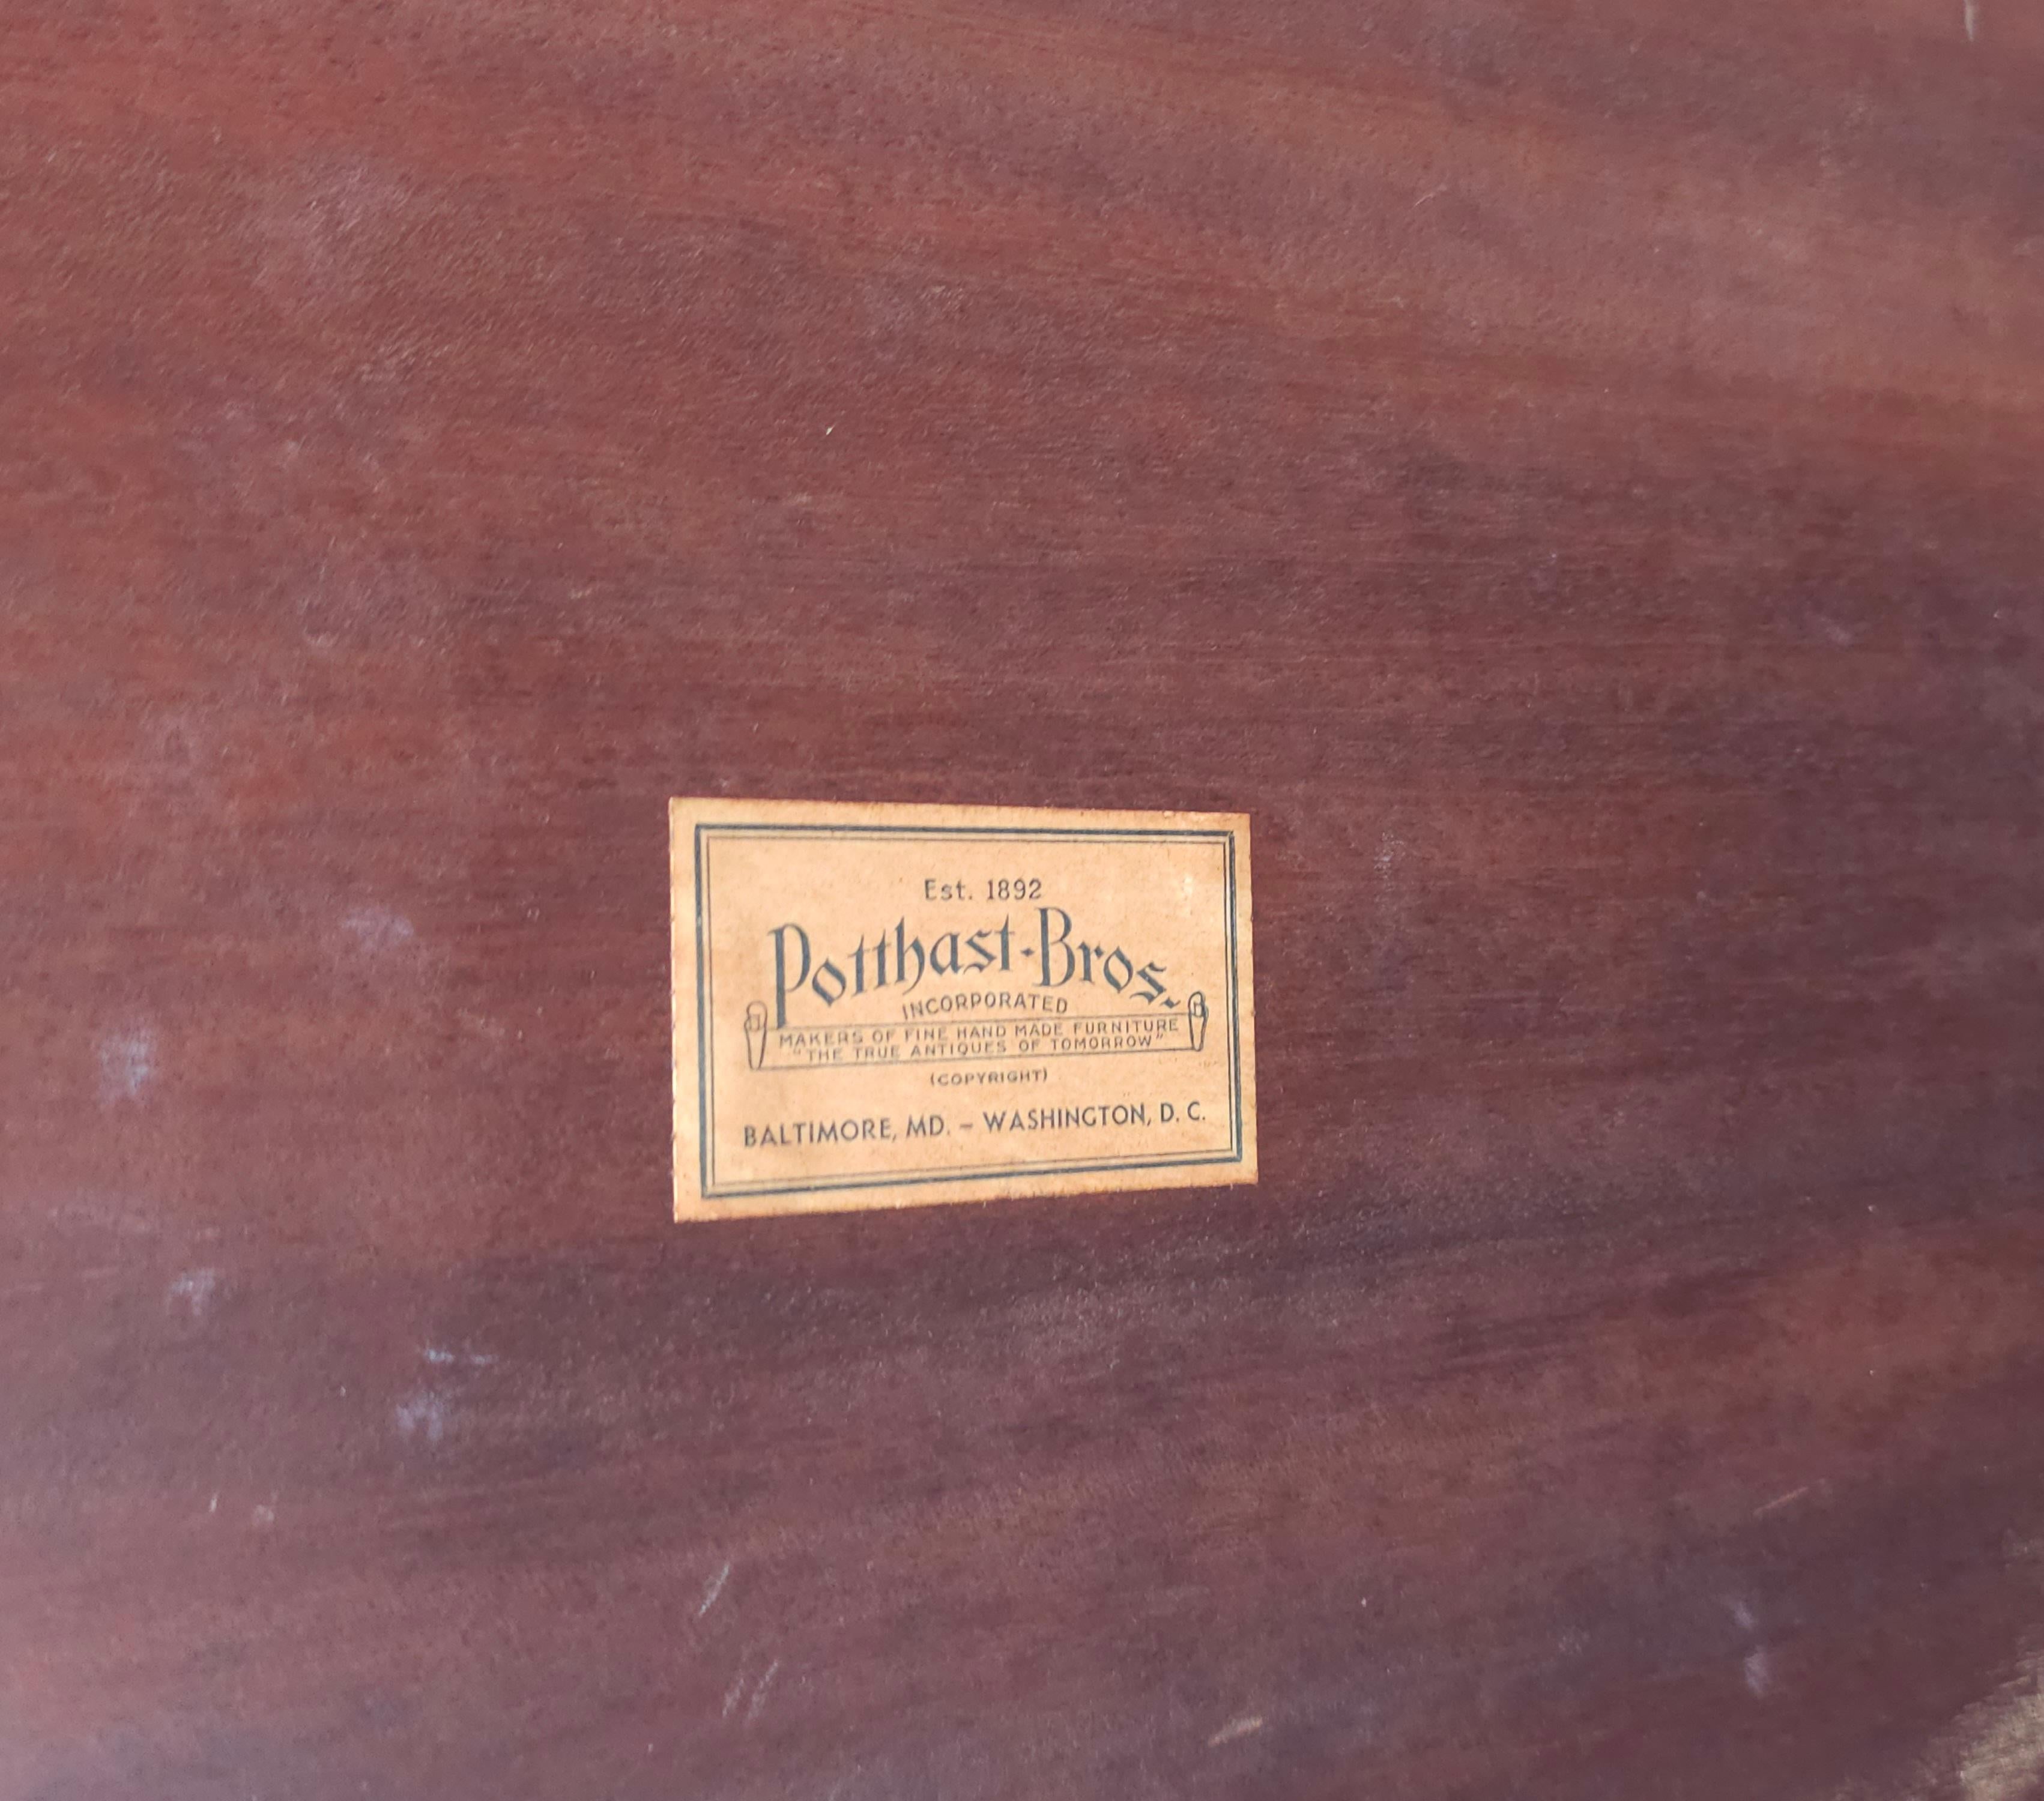 Est. 1892
Potthast-Bros.
INCORPORATED
MAKERS OF FINE HAND MADE FURNITURE
"THE TRUE ANTIQUES OF TOMORROW"
(COPYRIGHT)
BALTIMORE, MD. – WASHINGTON, D. C.